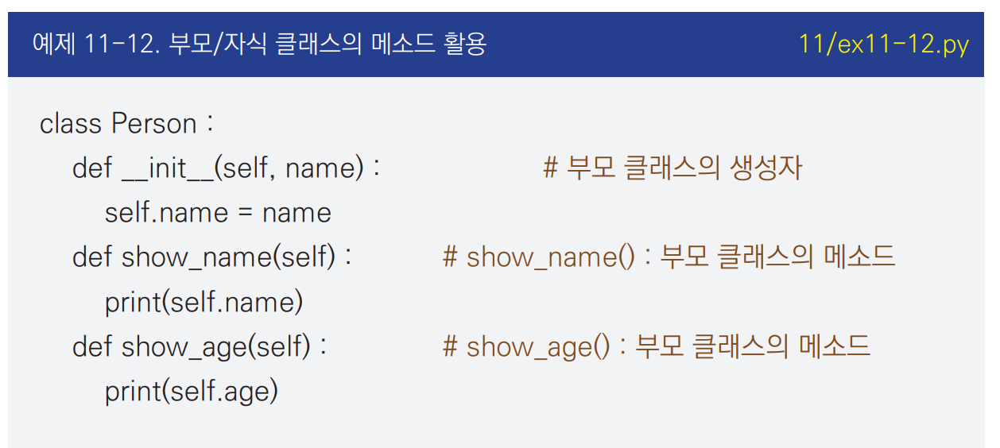 예제 11-12. 부모/자식 클래스의 메소드 활용 11/ex11-12.py
class Person :
def __init__(self, name) : # 부모 클래스의 생성자
self.name = name
def show_name(self) : # show_name() : 부모 클래스의 메소드
print(self.name)
def show_age(self) : # show_age() : 부모 클래스의 메소드
print(self.age)